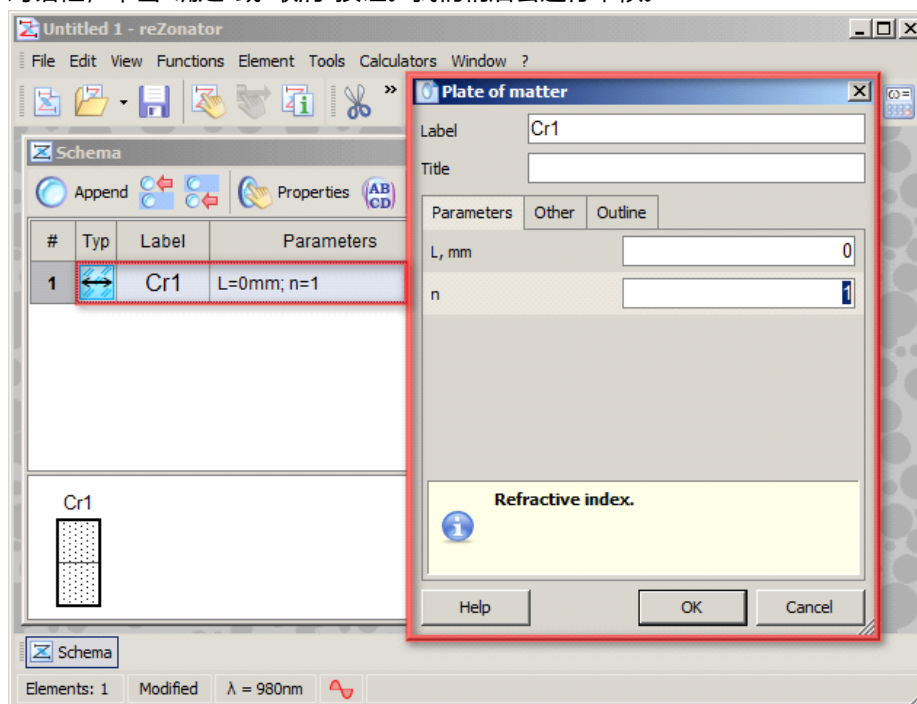 Untitled 1 - reZonator
File Edit View Functions Element Tools Calculators Window ?
Plate of matter
Label Cr1
Title
Schema
Append Properties AB CD
Parameters Other Outline
# Typ Label Parameters
L, mm 0
1 Cr1 L=0mm; n=1
n 1
Refractive index.
Cr1
Help OK Cancel
Schema
Elements: 1 Modified λ = 980nm